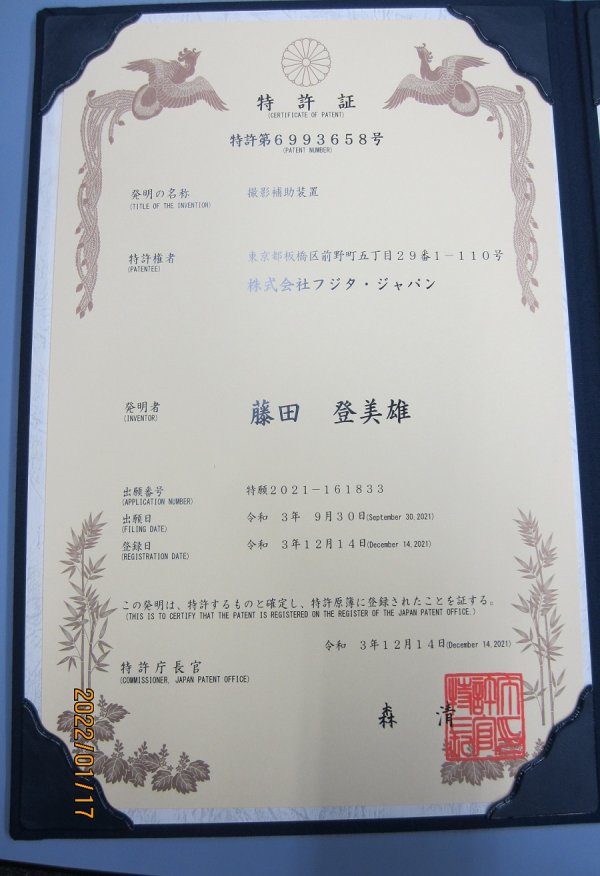 特許証
(CERTIFICATE OF PATENT)
特許第6993658号
(PATENT NUMBER)
発明の名称 撮影補助装置
(TITLE OF THE INVENTION)
特許権者 東京都板橋区前野町五丁目29番1-110号
(PATENTEE)
株式会社フジタ・ジャパン
発明者 藤田 登美雄
(INVENTOR)
出願番号 特願2021-161833
(APPLICATION NUMBER)
出願日 令和 3年 9月30日(September 30,2021)
(FILING DATE)
登録日 令和 3年12月14日(December 14,2021)
(REGISTRATION DATE)
この発明は、特許するものと確定し、特許原簿に登録されたことを証する。
(THIS IS TO CERTIFY THAT THE PATENT IS REGISTERED ON THE REGISTER OF THE JAPAN PATENT OFFICE.)
令和 3年12月14日(December 14,2021)
特許庁長官
(COMMISSIONER, JAPAN PATENT OFFICE)
森 清
2022/01/17